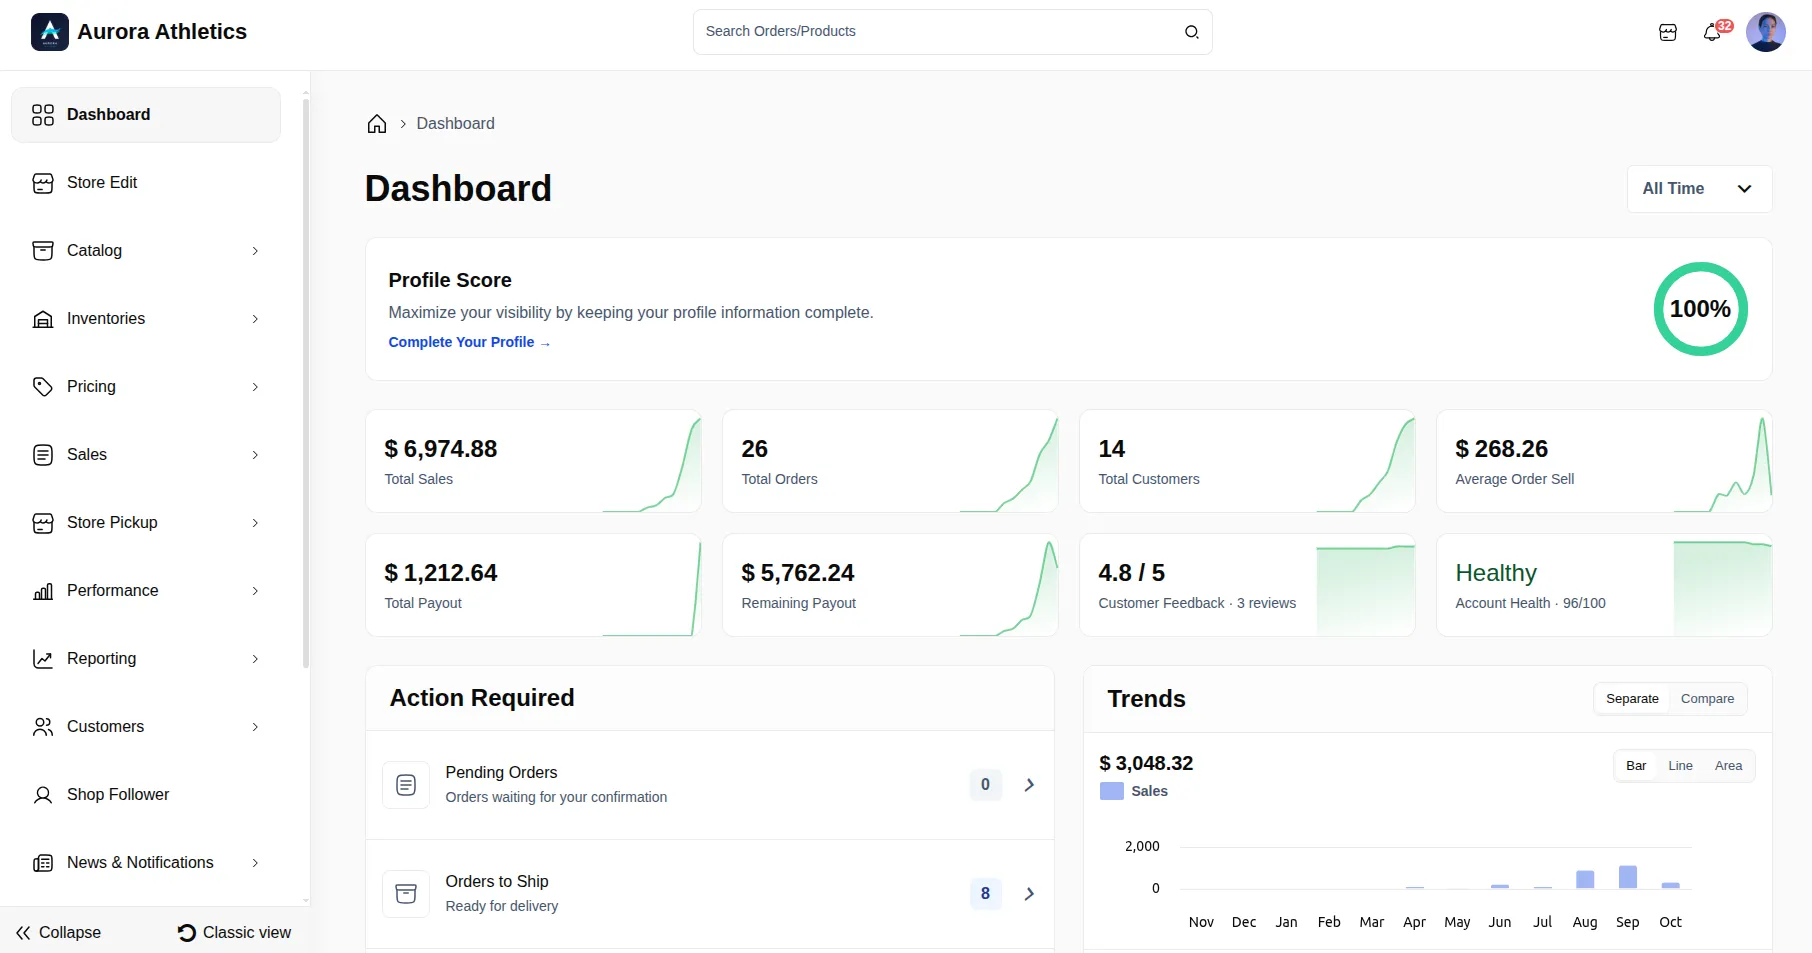 Aurora Athletics
Search Orders/Products
32
Dashboard
Store Edit
Catalog
Inventories
Pricing
Sales
Store Pickup
Performance
Reporting
Customers
Shop Follower
News & Notifications
Collapse
Classic view
Dashboard
Dashboard
All Time
Profile Score
Maximize your visibility by keeping your profile information complete.
Complete Your Profile →
100%
$ 6,974.88
Total Sales
26
Total Orders
14
Total Customers
$ 268.26
Average Order Sell
$ 1,212.64
Total Payout
$ 5,762.24
Remaining Payout
4.8 / 5
Customer Feedback · 3 reviews
Healthy
Account Health · 96/100
Action Required
Pending Orders
Orders waiting for your confirmation
0
Orders to Ship
Ready for delivery
8
Trends
Separate Compare
$ 3,048.32
Sales
Bar Line Area
2,000
0
Nov Dec Jan Feb Mar Apr May Jun Jul Aug Sep Oct